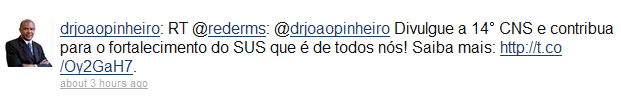 drjoaopinheiro: RT @rederms: @drjoaopinheiro Divulgue a 14° CNS e contribua
para o fortalecimento do SUS que é de todos nós! Saiba mais: http://t.co
/Oy2GaH7.
about 3 hours ago